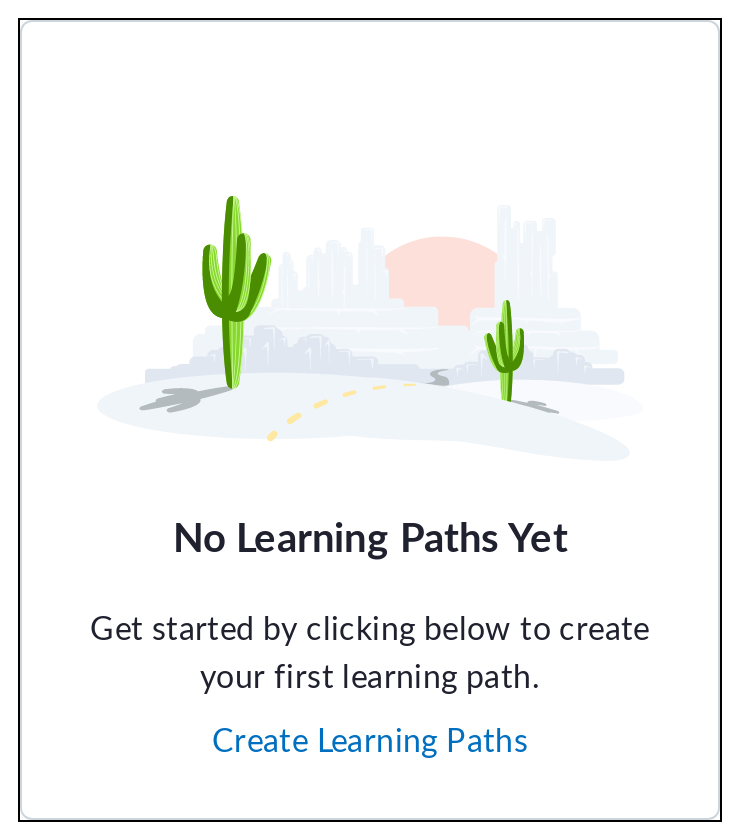 No Learning Paths Yet
Get started by clicking below to create
your first learning path.
Create Learning Paths